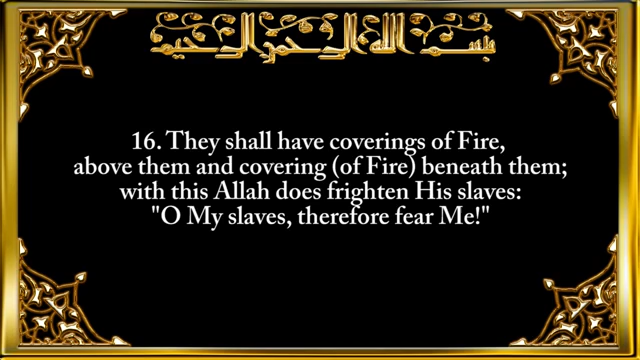 بسم الله الرحمن الرحيم
16. They shall have coverings of Fire,
above them and covering (of Fire) beneath them;
with this Allah does frighten His slaves:
"O My slaves, therefore fear Me!"